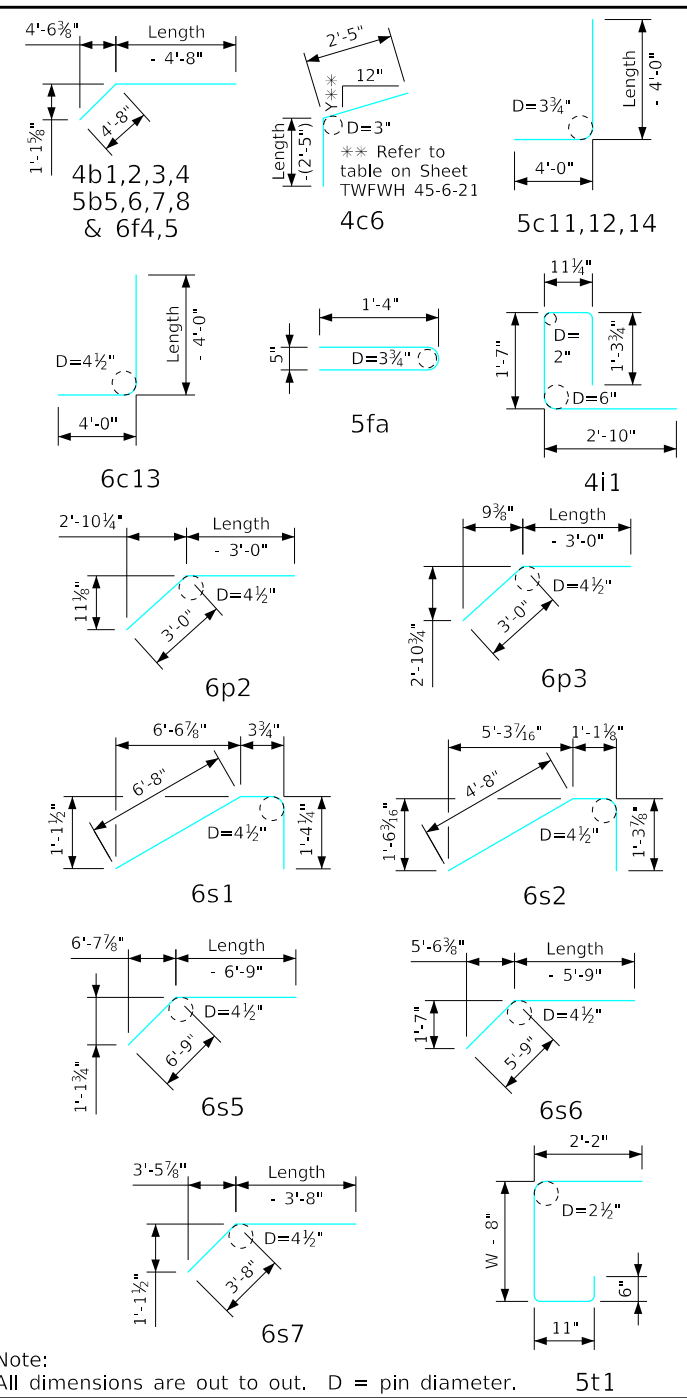 4'-6⅜"
Length
- 4'-8"
1'-1⅝"
4'-8"
4b1,2,3,4
5b5,6,7,8
& 6f4,5
2'-5"
12"
Y**
D=3"
Length
-(2'-5")
** Refer to
table on Sheet
TWFWH 45-6-21
4c6
D=3¾"
Length
- 4'-0"
4'-0"
5c11,12,14
D=4½"
Length
- 4'-0"
4'-0"
6c13
1'-4"
5"
D=3¾"
5fa
11¼"
D=
2"
1'-7"
1'-3¾"
D=6"
2'-10"
4i1
2'-10¼"
Length
- 3'-0"
11⅛"
D=4½"
3'-0"
6p2
9⅜"
Length
- 3'-0"
2'-10¾"
D=4½"
3'-0"
6p3
6'-6⅞"
3¾"
6'-8"
1'-1½"
D=4½"
1'-4¼"
6s1
5'-3⁷⁄₁₆"
1'-1⅛"
4'-8"
1'-6³⁄₁₆"
D=4½"
1'-3⅞"
6s2
6'-7⅞"
Length
- 6'-9"
1'-1¾"
D=4½"
6'-9"
6s5
5'-6⅜"
Length
- 5'-9"
1'-7"
D=4½"
5'-9"
6s6
3'-5⅞"
Length
- 3'-8"
1'-1½"
D=4½"
3'-8"
6s7
2'-2"
W - 8"
D=2½"
6"
11"
5t1
Note:
All dimensions are out to out. D = pin diameter.